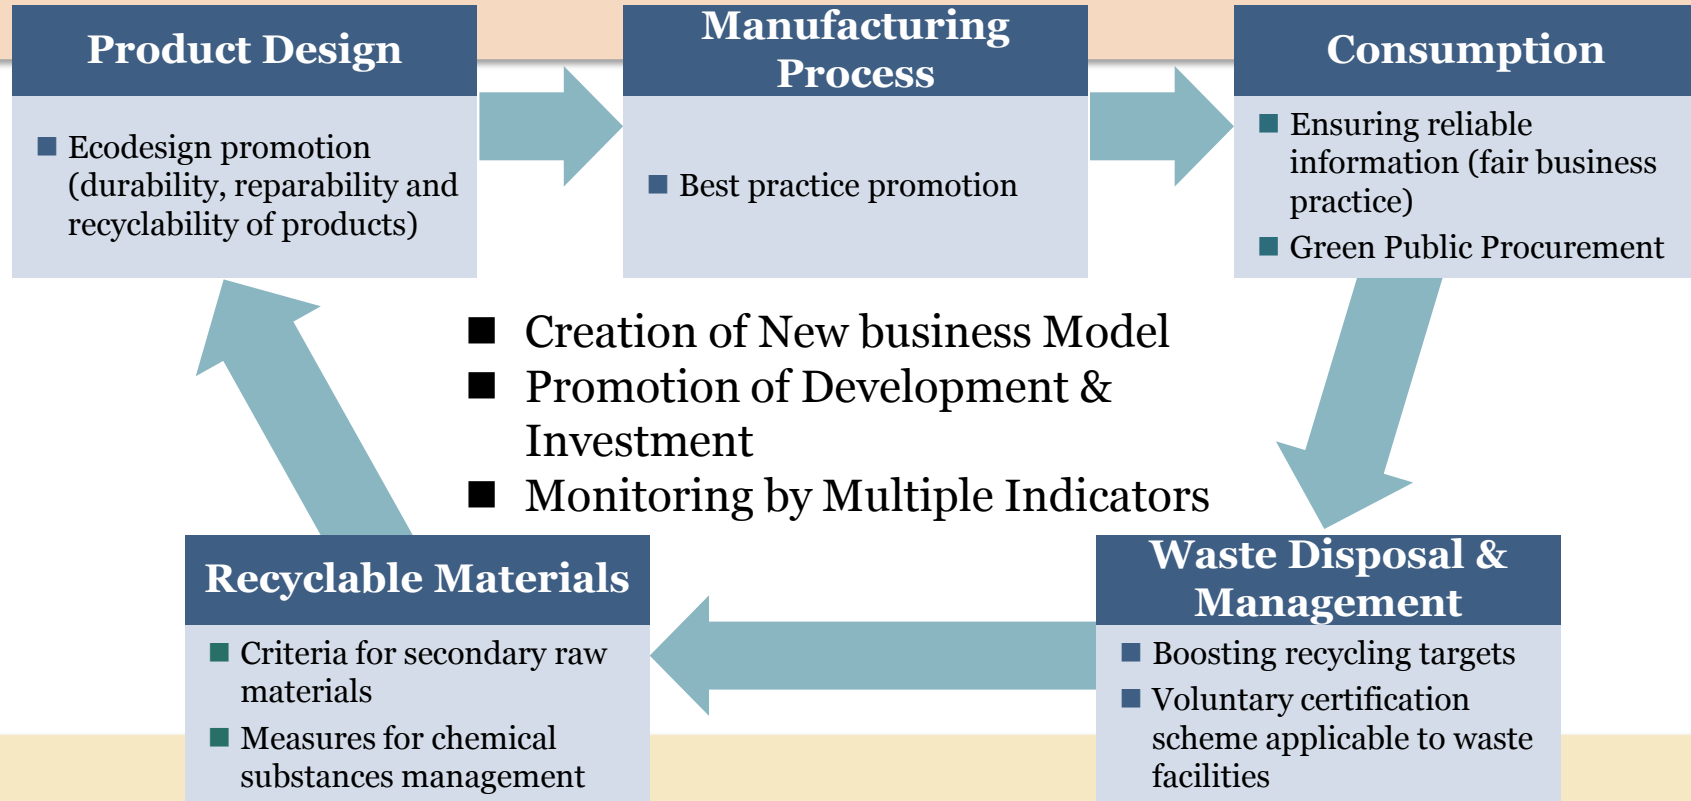 Product Design
■ Ecodesign promotion
(durability, reparability and
recyclability of products)
Manufacturing
Process
■ Best practice promotion
Consumption
■ Ensuring reliable
information (fair business
practice)
■ Green Public Procurement
■ Creation of New business Model
■ Promotion of Development &
Investment
■ Monitoring by Multiple Indicators
Recyclable Materials
■ Criteria for secondary raw
materials
■ Measures for chemical
substances management
Waste Disposal &
Management
■ Boosting recycling targets
■ Voluntary certification
scheme applicable to waste
facilities